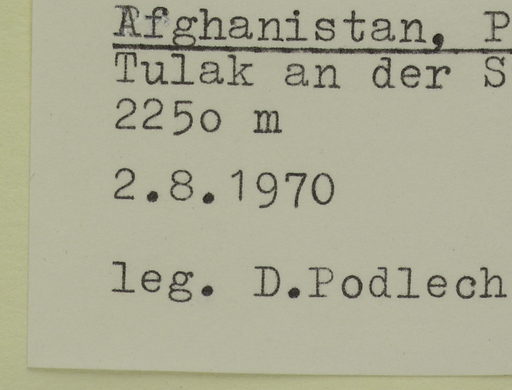 Afghanistan, P
Tulak an der S
2250 m
2.8.1970
leg. D.Podlech